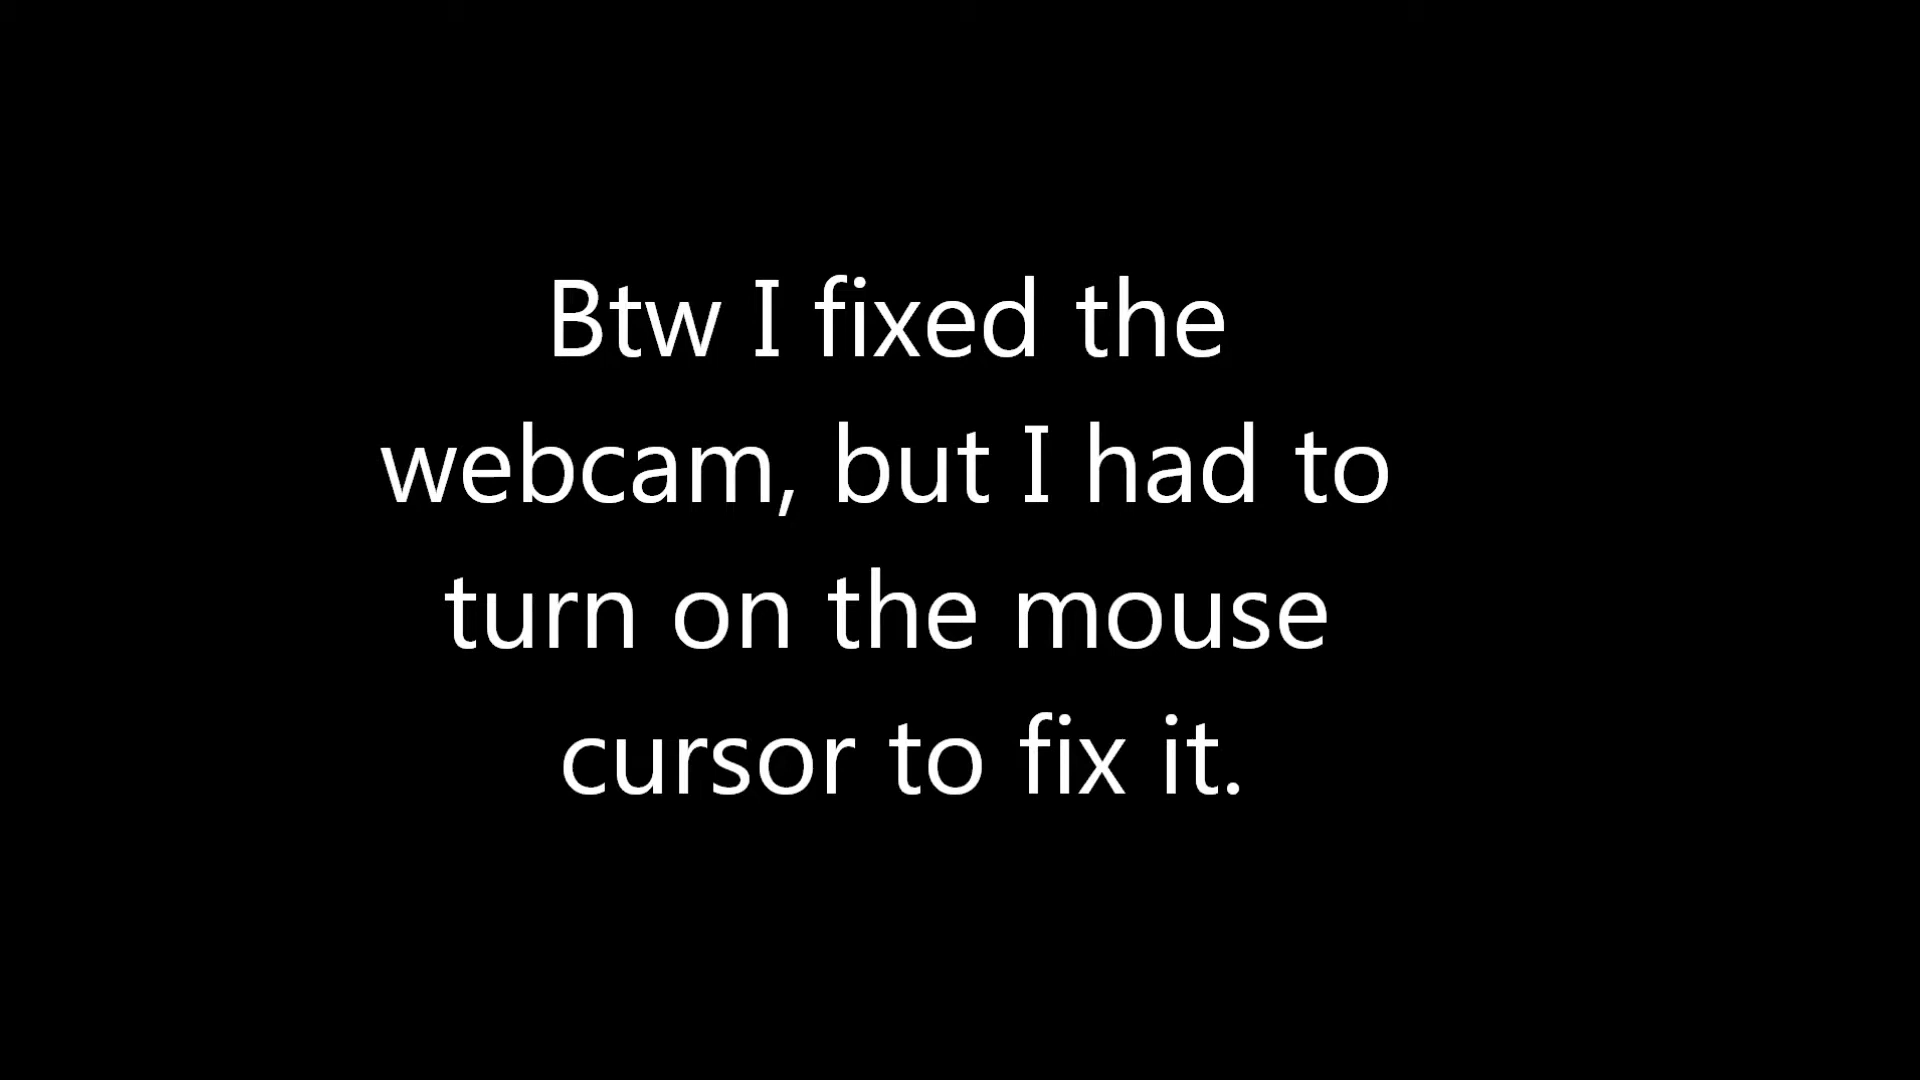 Btw I fixed the
webcam, but I had to
turn on the mouse
cursor to fix it.